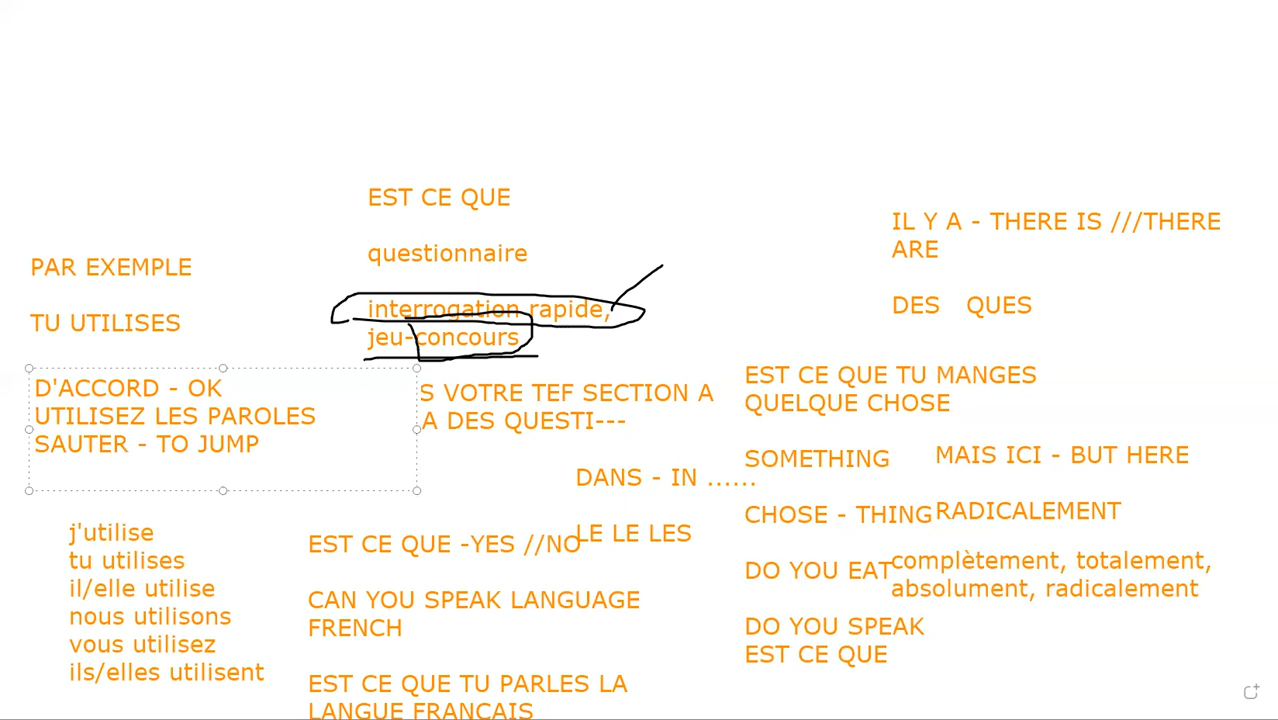 PAR EXEMPLE
TU UTILISES
D'ACCORD - OK
UTILISEZ LES PAROLES
SAUTER - TO JUMP
j'utilise
tu utilises
il/elle utilise
nous utilisons
vous utilisez
ils/elles utilisent
EST CE QUE
questionnaire
interrogation rapide,
jeu-concours
S VOTRE TEF SECTION A
A DES QUESTI---
DANS - IN ......
LE LE LES
EST CE QUE -YES //NO
CAN YOU SPEAK LANGUAGE
FRENCH
EST CE QUE TU PARLES LA
LANGUE FRANCAIS
IL Y A - THERE IS ///THERE
ARE
DES QUES
EST CE QUE TU MANGES
QUELQUE CHOSE
SOMETHING
CHOSE - THING
DO YOU EAT
DO YOU SPEAK
EST CE QUE
MAIS ICI - BUT HERE
RADICALEMENT
complètement, totalement,
absolument, radicalement